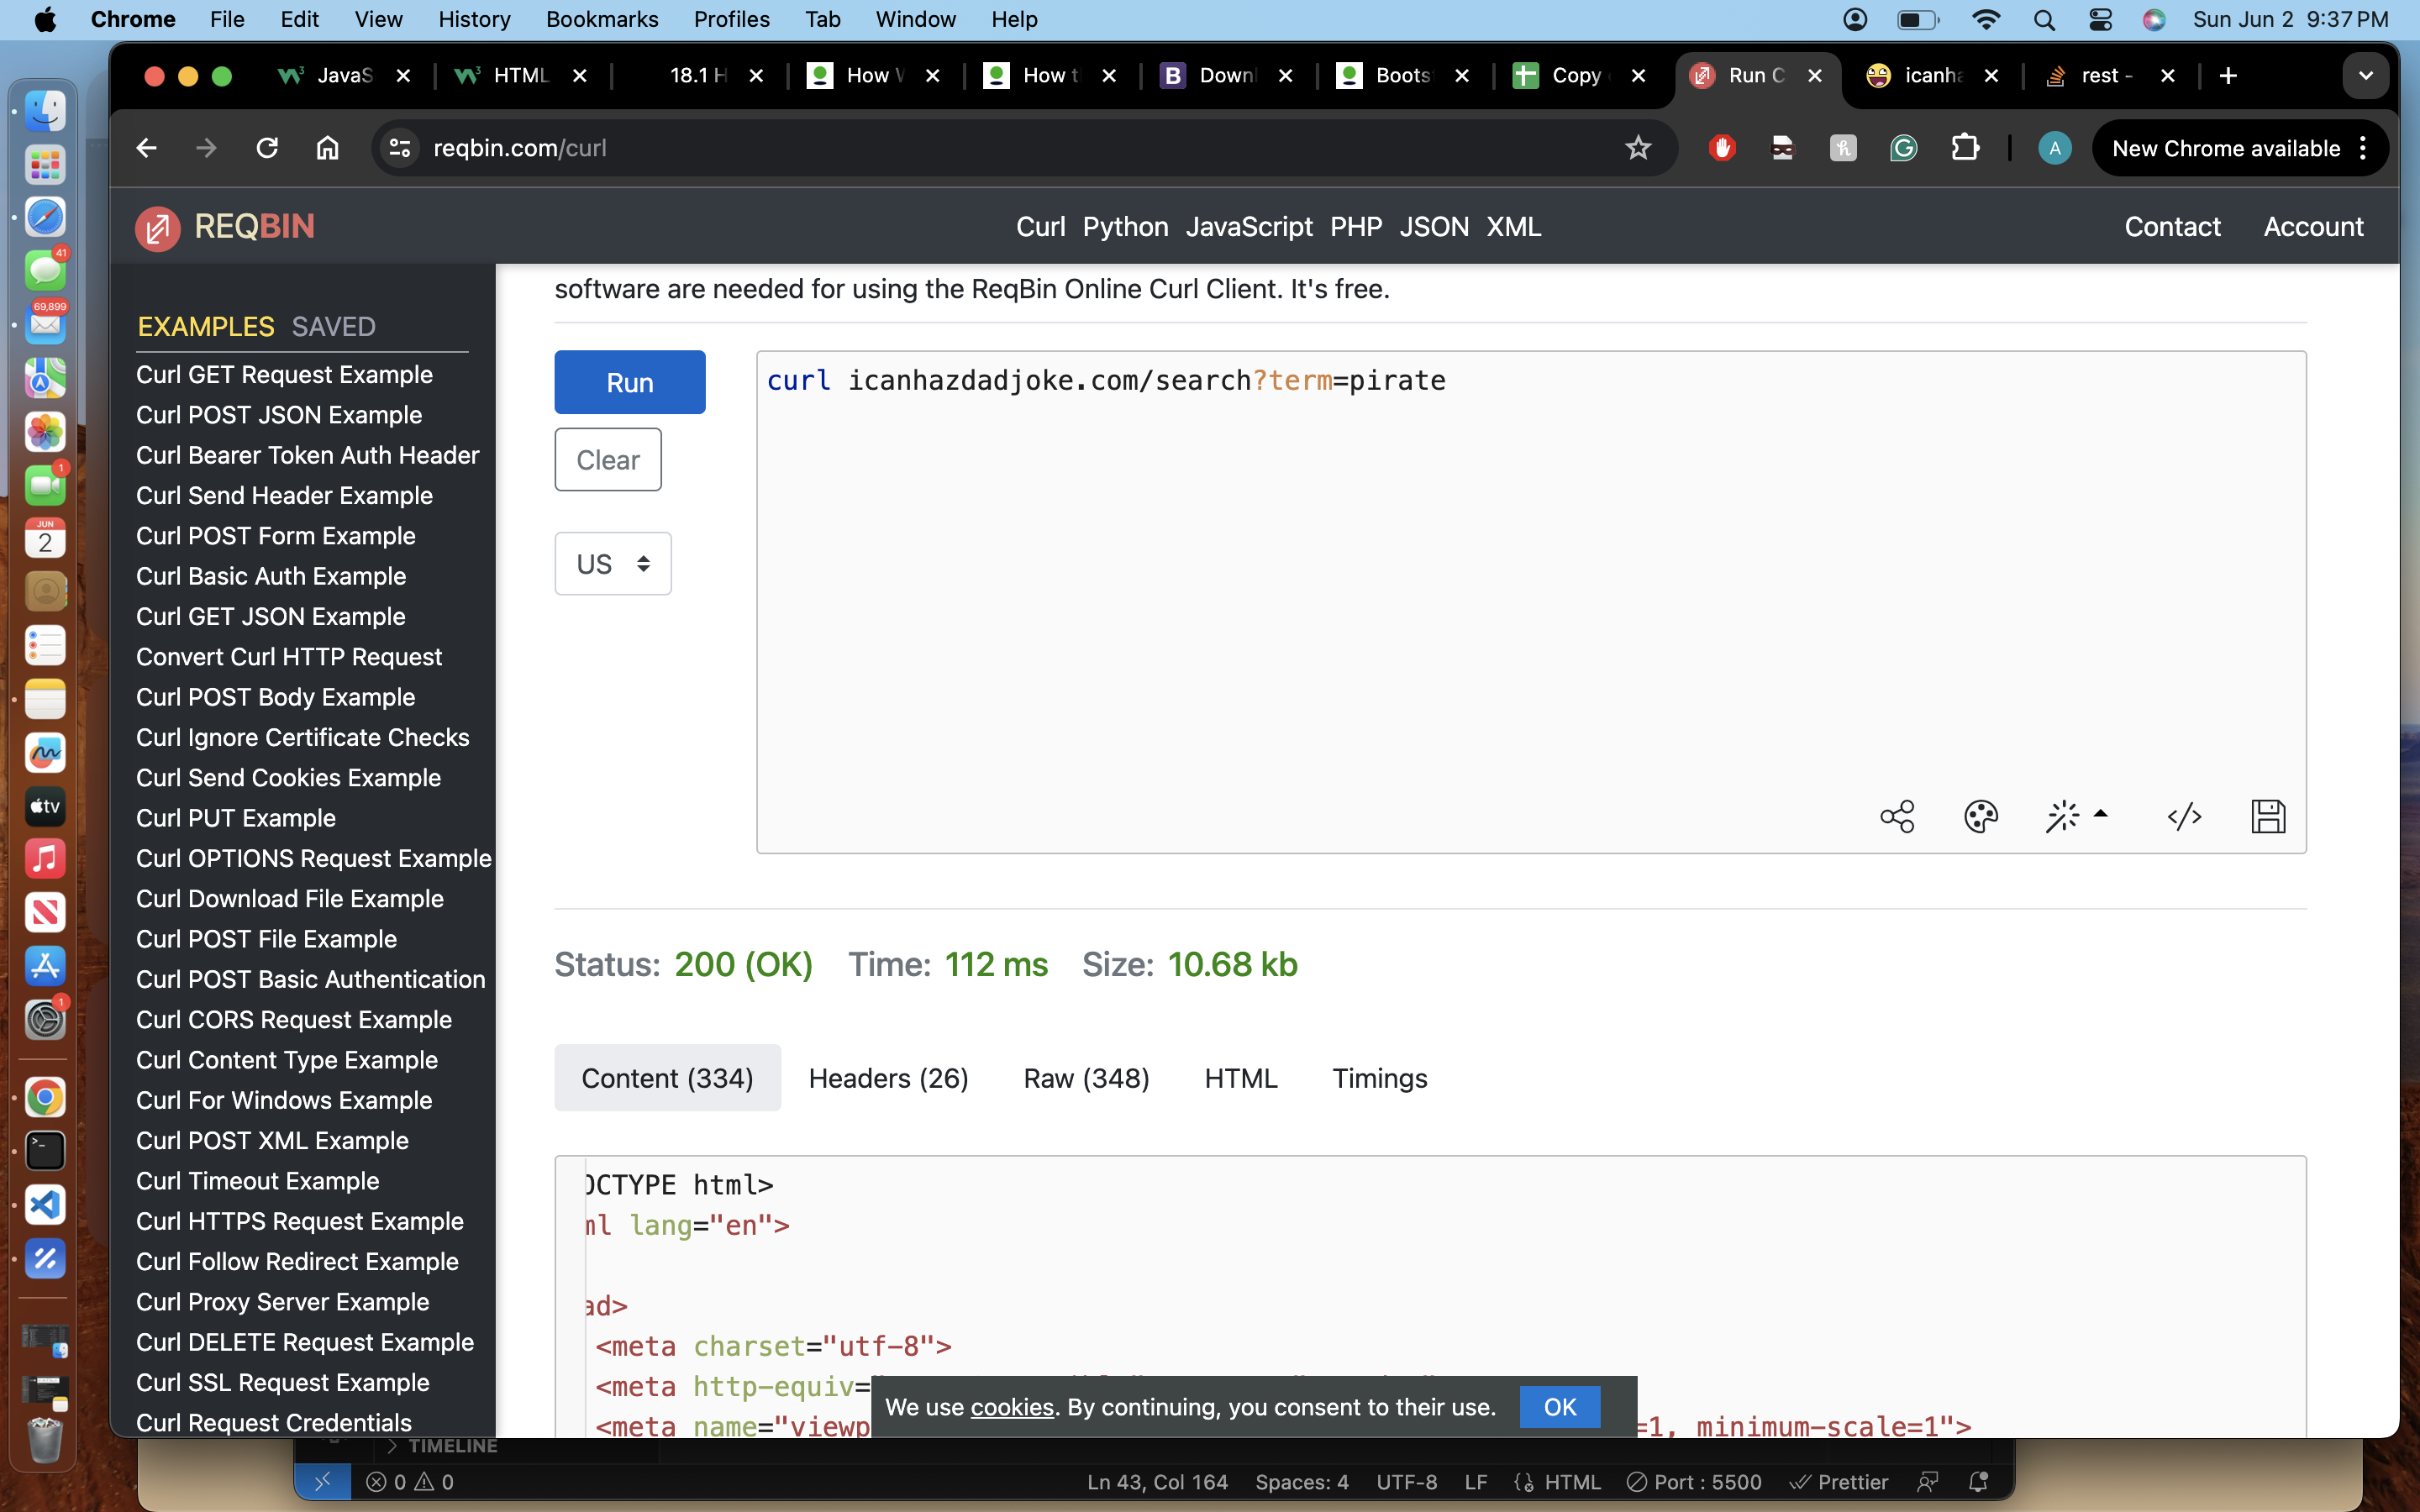 Chrome File Edit View History Bookmarks Profiles Tab Window Help Sun Jun 2 9:37 PM
JavaS HTML 18.1 H How How t Down Boots Copy Run C icanha rest -
reqbin.com/curl A New Chrome available
REQBIN Curl Python JavaScript PHP JSON XML Contact Account
EXAMPLES SAVED
Curl GET Request Example
Curl POST JSON Example
Curl Bearer Token Auth Header
Curl Send Header Example
Curl POST Form Example
Curl Basic Auth Example
Curl GET JSON Example
Convert Curl HTTP Request
Curl POST Body Example
Curl Ignore Certificate Checks
Curl Send Cookies Example
Curl PUT Example
Curl OPTIONS Request Example
Curl Download File Example
Curl POST File Example
Curl POST Basic Authentication
Curl CORS Request Example
Curl Content Type Example
Curl For Windows Example
Curl POST XML Example
Curl Timeout Example
Curl HTTPS Request Example
Curl Follow Redirect Example
Curl Proxy Server Example
Curl DELETE Request Example
Curl SSL Request Example
Curl Request Credentials
software are needed for using the ReqBin Online Curl Client. It's free.
Run
Clear
US
curl icanhazdadjoke.com/search?term=pirate
Status: 200 (OK) Time: 112 ms Size: 10.68 kb
Content (334) Headers (26) Raw (348) HTML Timings
OCTYPE html>
ml lang="en">
ad>
<meta charset="utf-8">
<meta http-equiv=
<meta name="viewp =1, minimum-scale=1">
We use cookies. By continuing, you consent to their use. OK
TIMELINE
0 0 Ln 43, Col 164 Spaces: 4 UTF-8 LF HTML Port : 5500 Prettier
41
69,899
1
JUN
2
tv
1